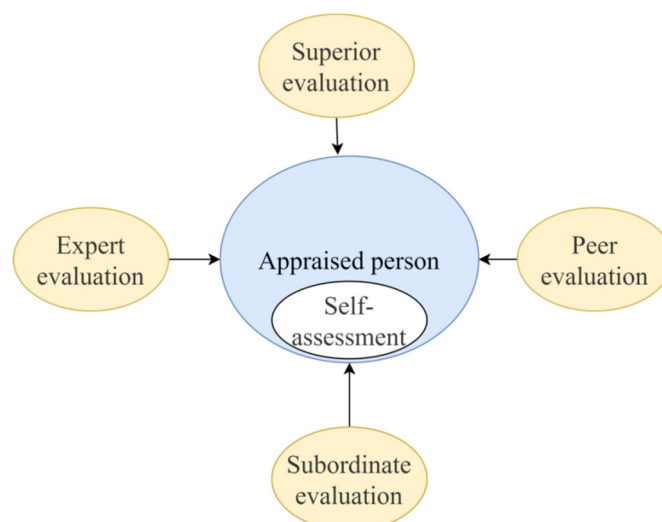 Superior
evaluation
Expert
evaluation
Appraised person
Peer
evaluation
Self-
assessment
Subordinate
evaluation